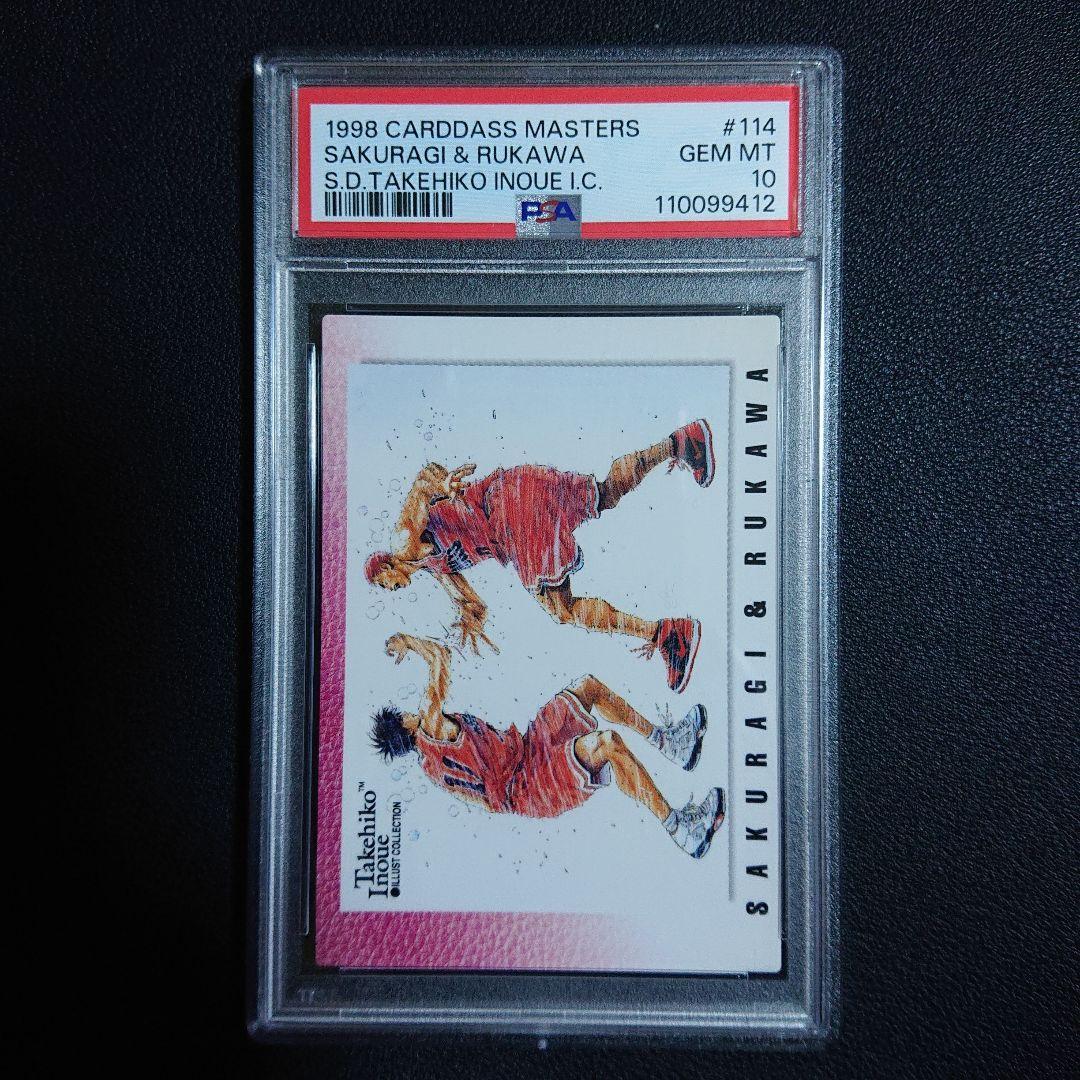 1998 CARDDASS MASTERS #114
SAKURAGI & RUKAWA GEM MT
S.D.TAKEHIKO INOUE I.C. 10
110099412
PSA
SAKURAGI & RUKAWA
Takehiko™
Inoue
●ILLUST COLLECTION
11